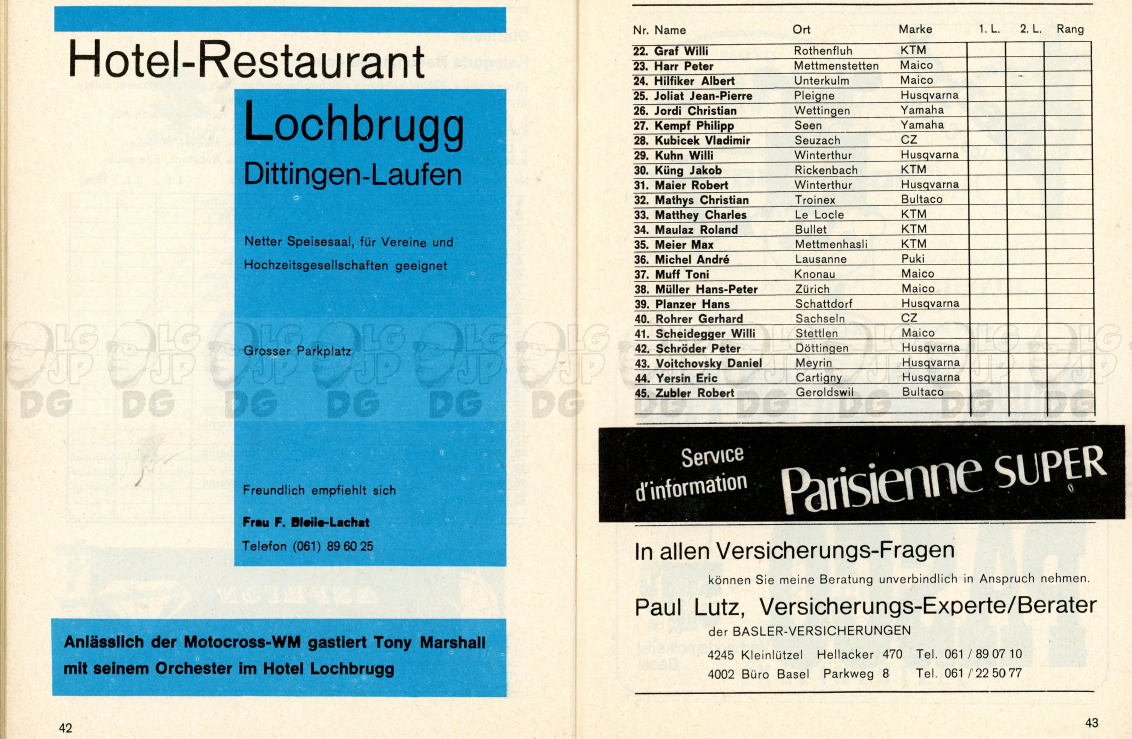 Hotel-Restaurant
Lochbrugg
Dittingen-Laufen
Netter Speisesaal, für Vereine und
Hochzeitsgesellschaften geeignet
Grosser Parkplatz
Freundlich empfiehlt sich
Frau F. Bleile-Lachat
Telefon (061) 89 60 25
Anlässlich der Motocross-WM gastiert Tony Marshall
mit seinem Orchester im Hotel Lochbrugg
42
Nr. Name Ort Marke 1. L. 2. L. Rang
22. Graf Willi Rothenfluh KTM
23. Harr Peter Mettmenstetten Maico
24. Hilfiker Albert Unterkulm Maico
25. Joliat Jean-Pierre Pleigne Husqvarna
26. Jordi Christian Wettingen Yamaha
27. Kempf Philipp Seen Yamaha
28. Kubicek Vladimir Seuzach CZ
29. Kuhn Willi Winterthur Husqvarna
30. Küng Jakob Rickenbach KTM
31. Maier Robert Winterthur Husqvarna
32. Mathys Christian Troinex Bultaco
33. Matthey Charles Le Locle KTM
34. Maulaz Roland Bullet KTM
35. Meier Max Mettmenhasli KTM
36. Michel André Lausanne Puki
37. Muff Toni Knonau Maico
38. Müller Hans-Peter Zürich Maico
39. Planzer Hans Schattdorf Husqvarna
40. Rohrer Gerhard Sachseln CZ
41. Scheidegger Willi Stettlen Maico
42. Schröder Peter Döttingen Husqvarna
43. Voitchovsky Daniel Meyrin Husqvarna
44. Yersin Eric Cartigny Husqvarna
45. Zubler Robert Geroldswil Bultaco
Service
d'information
Parisienne SUPER
In allen Versicherungs-Fragen
können Sie meine Beratung unverbindlich in Anspruch nehmen.
Paul Lutz, Versicherungs-Experte/Berater
der BASLER-VERSICHERUNGEN
4245 Kleinlützel Hellacker 470 Tel. 061 / 89 07 10
4002 Büro Basel Parkweg 8 Tel. 061 / 22 50 77
43